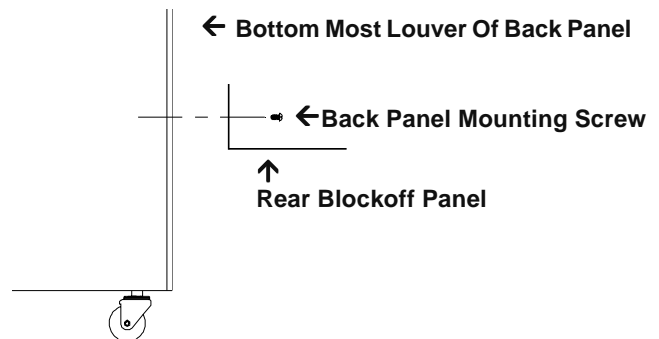 ← Bottom Most Louver Of Back Panel
← Back Panel Mounting Screw
↑
Rear Blockoff Panel